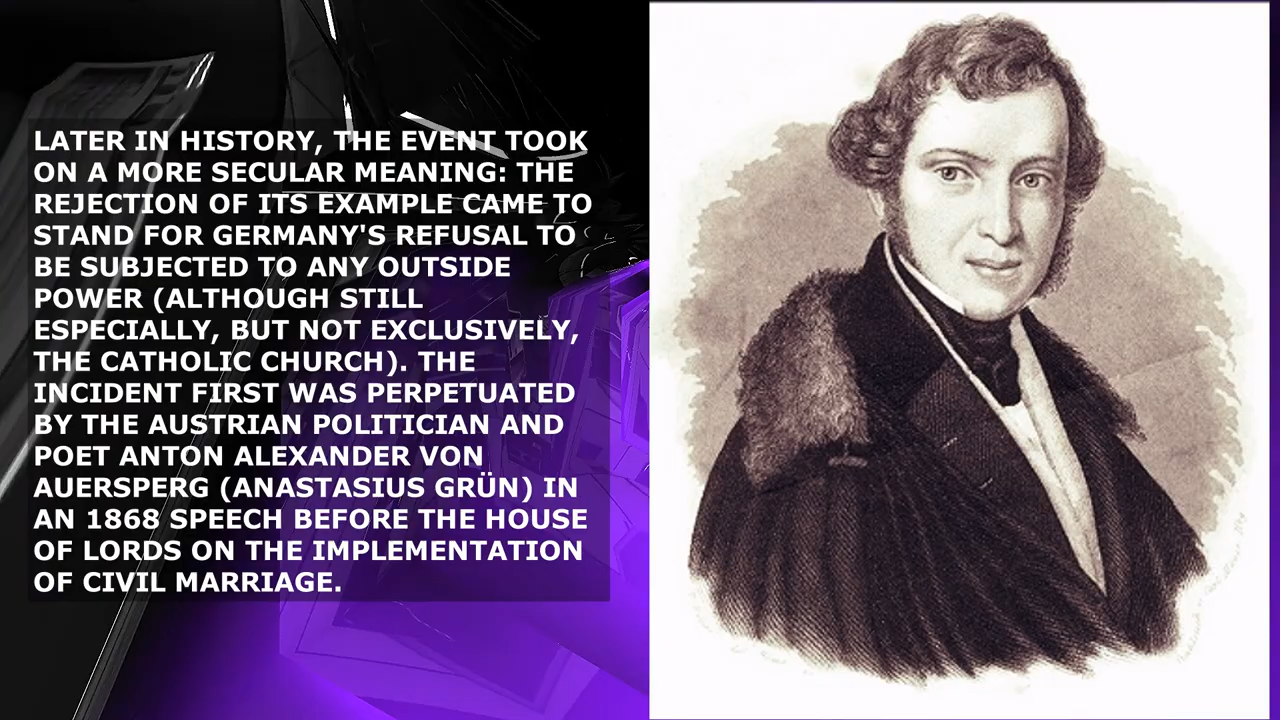 LATER IN HISTORY, THE EVENT TOOK
ON A MORE SECULAR MEANING: THE
REJECTION OF ITS EXAMPLE CAME TO
STAND FOR GERMANY'S REFUSAL TO
BE SUBJECTED TO ANY OUTSIDE
POWER (ALTHOUGH STILL
ESPECIALLY, BUT NOT EXCLUSIVELY,
THE CATHOLIC CHURCH). THE
INCIDENT FIRST WAS PERPETUATED
BY THE AUSTRIAN POLITICIAN AND
POET ANTON ALEXANDER VON
AUERSPERG (ANASTASIUS GRÜN) IN
AN 1868 SPEECH BEFORE THE HOUSE
OF LORDS ON THE IMPLEMENTATION
OF CIVIL MARRIAGE.